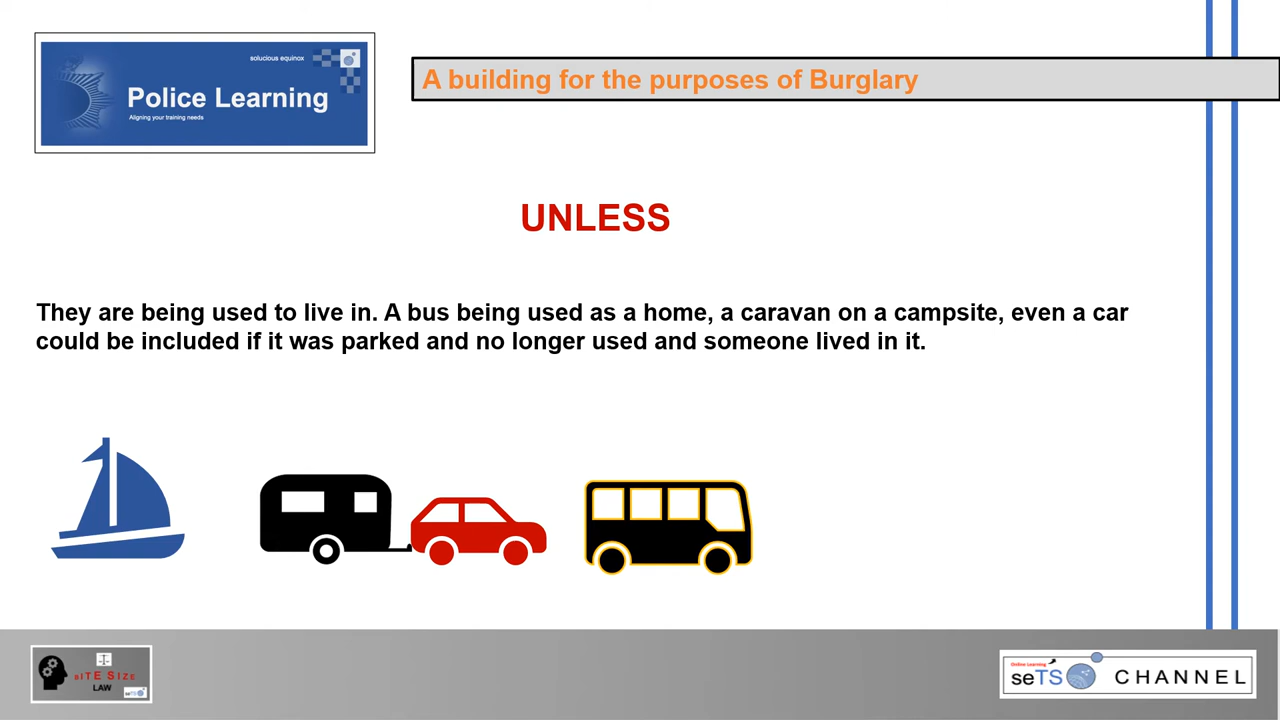 solucious equinox
Police Learning
Aligning your training needs
A building for the purposes of Burglary
UNLESS
They are being used to live in. A bus being used as a home, a caravan on a campsite, even a car
could be included if it was parked and no longer used and someone lived in it.
siTE SIzE
LAW
seTS
Online Learning
seTS CHANNEL